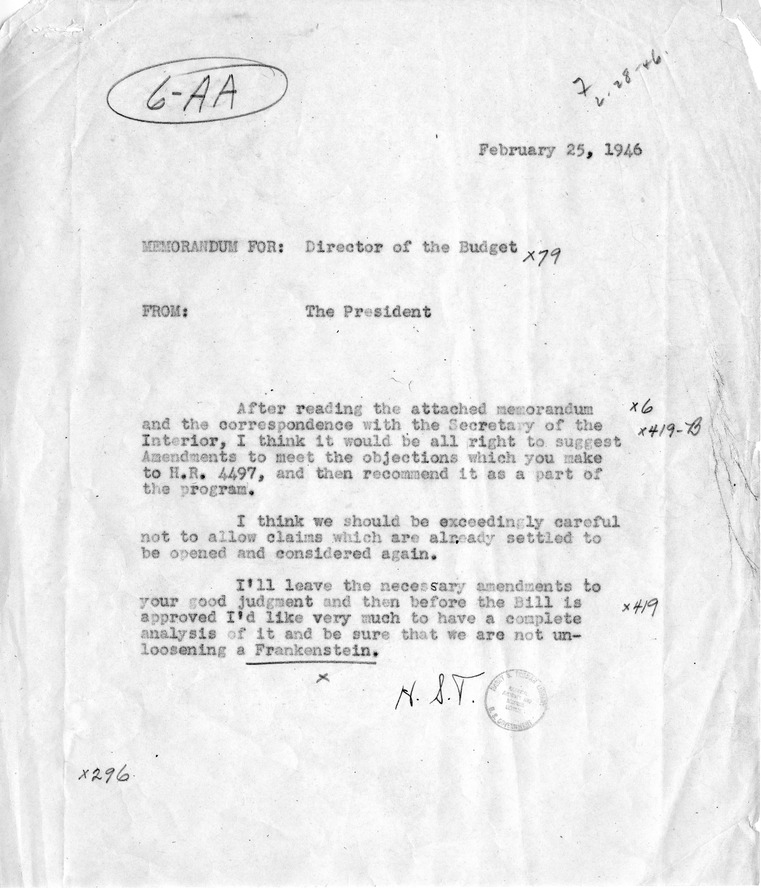 6-AA
2-28-46.
February 25, 1946
MEMORANDUM FOR: Director of the Budget x79
FROM: The President
After reading the attached memorandum x6
and the correspondence with the Secretary of the x419-B
Interior, I think it would be all right to suggest
Amendments to meet the objections which you make
to H.R. 4497, and then recommend it as a part of
the program.
I think we should be exceedingly careful
not to allow claims which are already settled to
be opened and considered again.
I'll leave the necessary amendments to
your good judgment and then before the Bill is x419
approved I'd like very much to have a complete
analysis of it and be sure that we are not un-
loosening a Frankenstein.
x
H. S. T.
x296